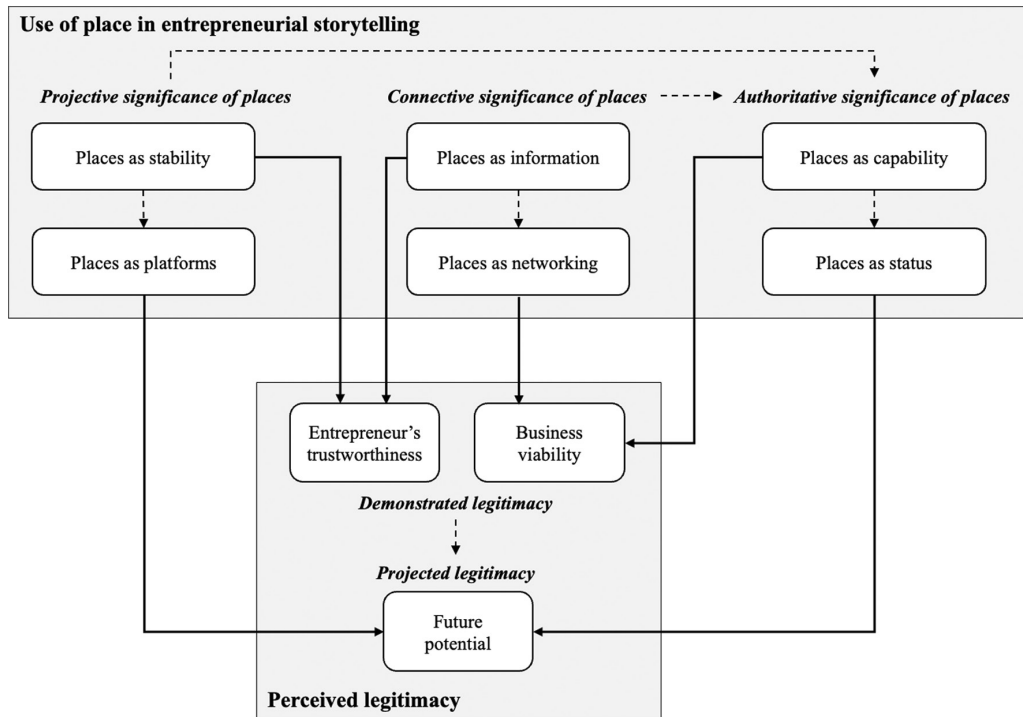 Use of place in entrepreneurial storytelling
Projective significance of places
Connective significance of places
Authoritative significance of places
Places as stability
Places as information
Places as capability
Places as platforms
Places as networking
Places as status
Entrepreneur’s
trustworthiness
Business
viability
Demonstrated legitimacy
Projected legitimacy
Future
potential
Perceived legitimacy